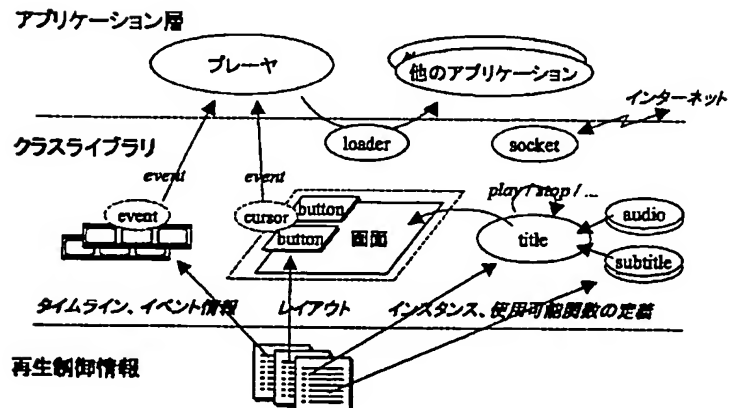 アプリケーション層
プレーヤ
他のアプリケーション
インターネット
クラスライブラリ
loader
socket
event
event
play / stop / ...
event
cursor
button
button
画面
title
audio
subtitle
タイムライン、イベント情報
レイアウト
インスタンス、使用可能関数の定義
再生制御情報